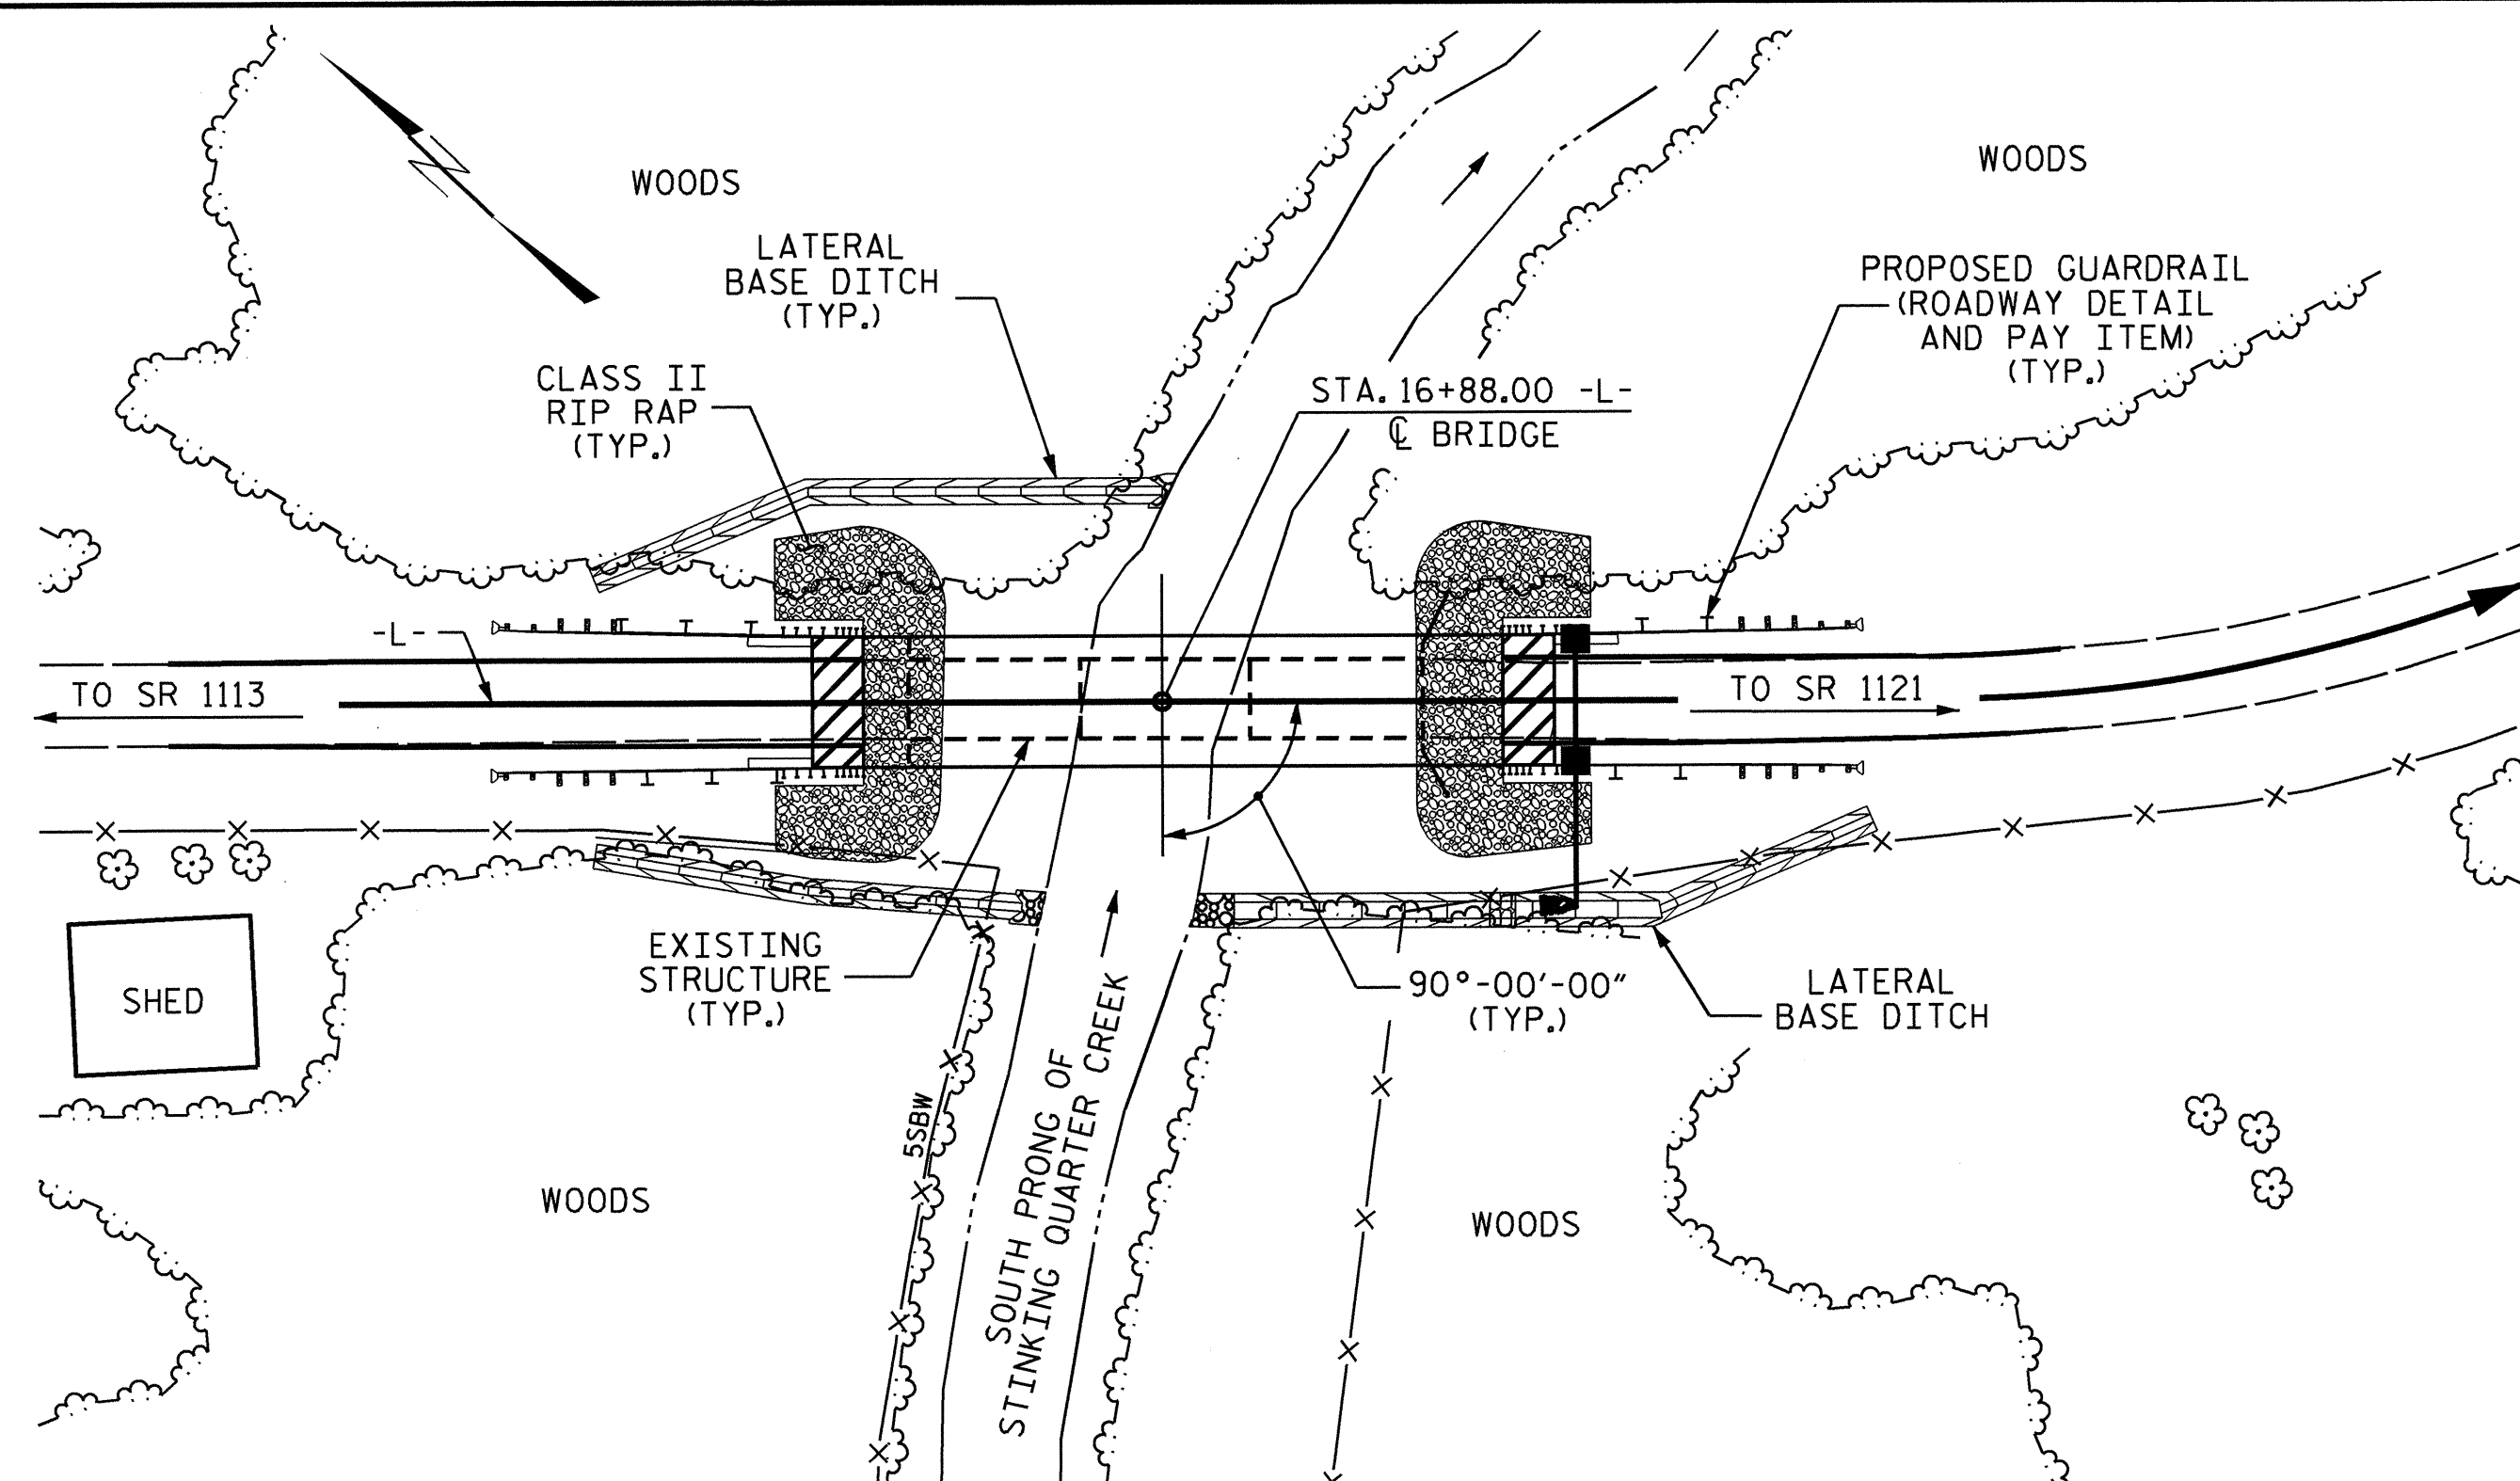 WOODS
WOODS
LATERAL
BASE DITCH
(TYP.)
PROPOSED GUARDRAIL
(ROADWAY DETAIL
AND PAY ITEM)
(TYP.)
CLASS II
RIP RAP
(TYP.)
STA. 16+88.00 -L-
℄ BRIDGE
-L-
TO SR 1113
TO SR 1121
EXISTING
STRUCTURE
(TYP.)
90°-00'-00"
(TYP.)
LATERAL
BASE DITCH
SHED
5SBW
SOUTH PRONG OF
STINKING QUARTER CREEK
WOODS
WOODS